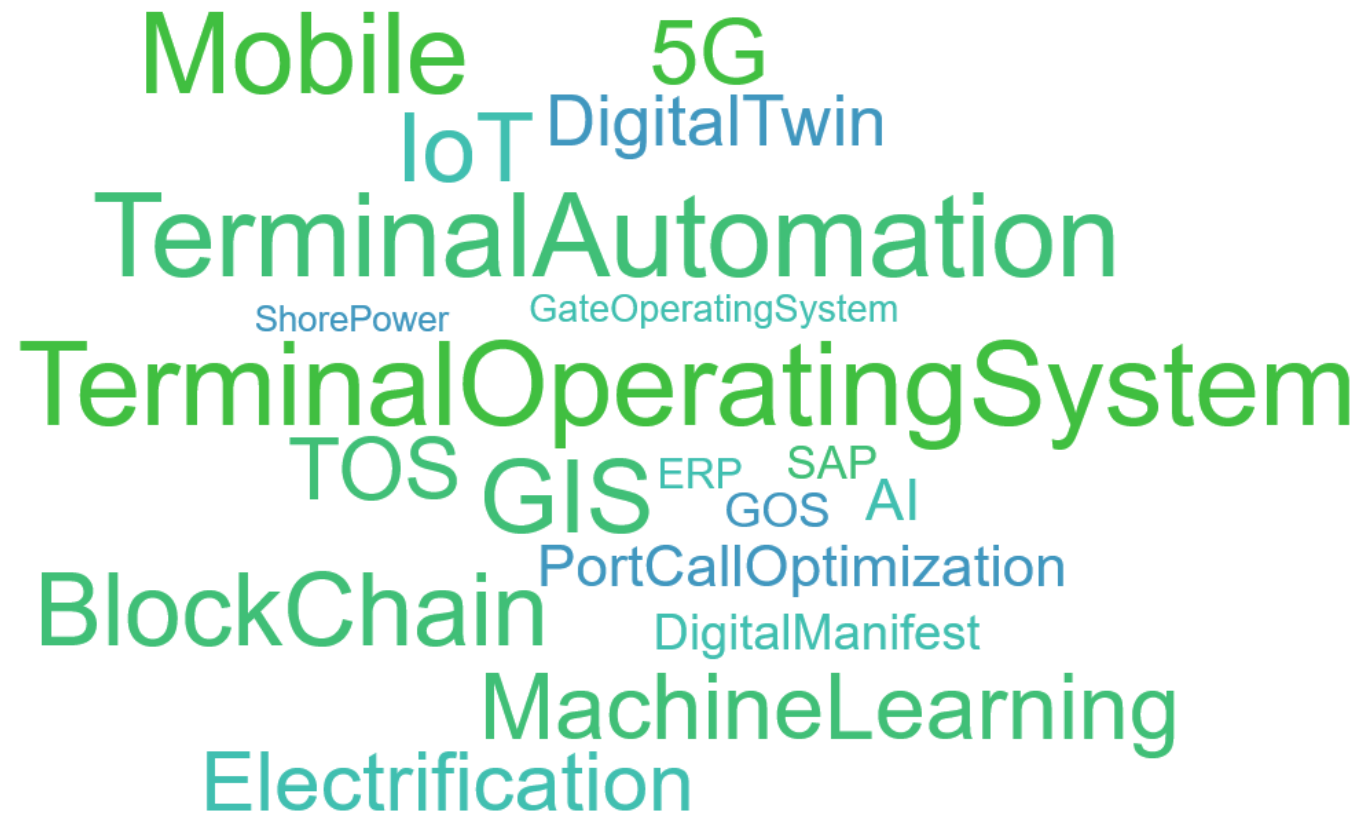 Mobile
5G
IoT
DigitalTwin
TerminalAutomation
ShorePower
GateOperatingSystem
TerminalOperatingSystem
TOS
GIS
ERP
SAP
GOS
AI
PortCallOptimization
BlockChain
DigitalManifest
MachineLearning
Electrification